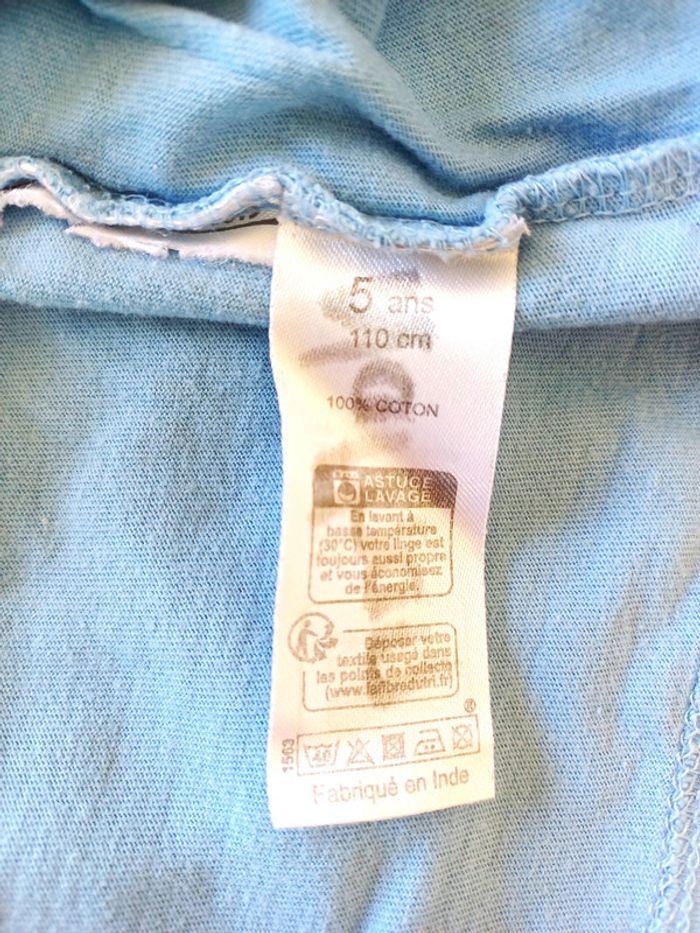 5 ans
110 cm
100% COTON
ASTUCE
LAVAGE
En lavant à
basse température
(30°C) votre linge est
toujours aussi propre
et vous économisez
de l'énergie.
Déposer votre
textile usagé dans
les points de collecte
(www.lafibredutri.fr)
®
1563
40
Fabriqué en Inde